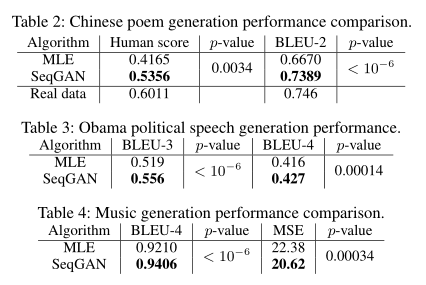 Table 2: Chinese poem generation performance comparison.
Algorithm Human score p-value BLEU-2 p-value
MLE 0.4165 0.0034 0.6670 < 10⁻⁶
SeqGAN 0.5356 0.7389
Real data 0.6011 0.746
Table 3: Obama political speech generation performance.
Algorithm BLEU-3 p-value BLEU-4 p-value
MLE 0.519 < 10⁻⁶ 0.416 0.00014
SeqGAN 0.556 0.427
Table 4: Music generation performance comparison.
Algorithm BLEU-4 p-value MSE p-value
MLE 0.9210 < 10⁻⁶ 22.38 0.00034
SeqGAN 0.9406 20.62